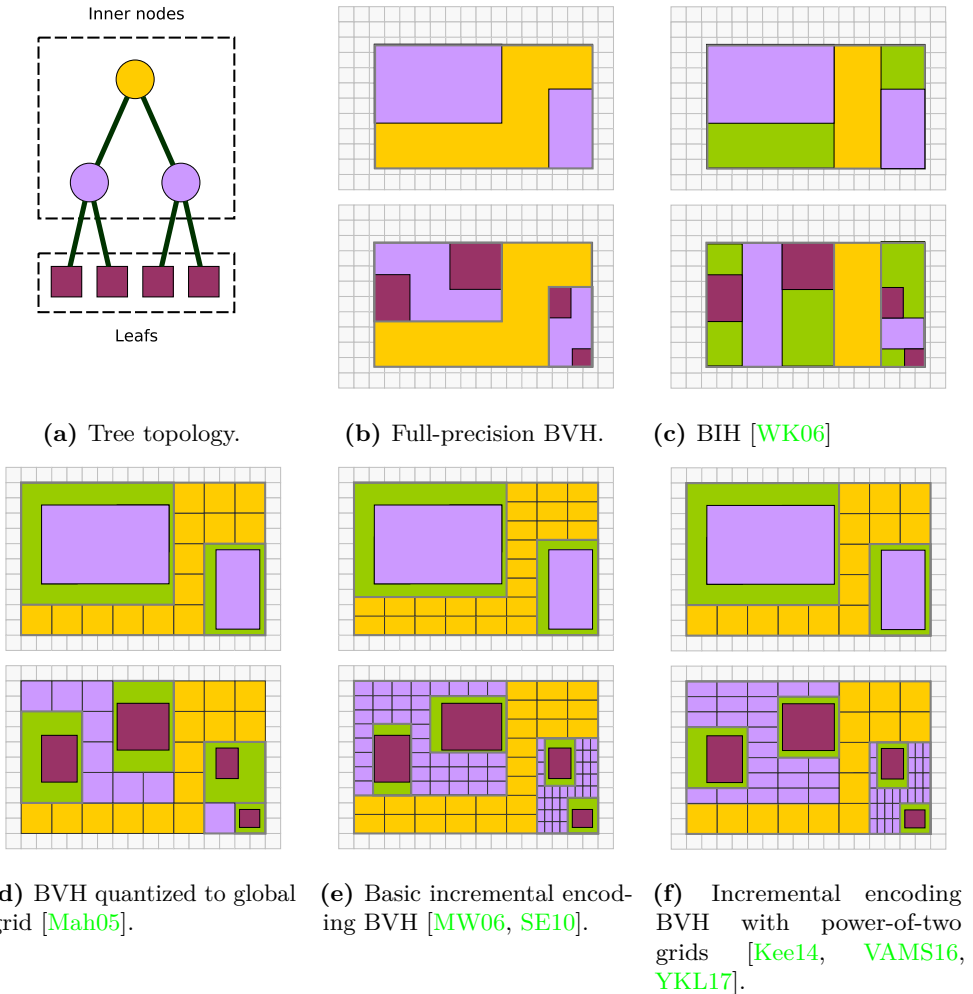 Inner nodes
Leafs
(a) Tree topology.
(b) Full-precision BVH.
(c) BIH [WK06]
d) BVH quantized to global
grid [Mah05].
(e) Basic incremental encod-
ing BVH [MW06, SE10].
(f) Incremental encoding
BVH with power-of-two
grids [Kee14, VAMS16,
YKL17].